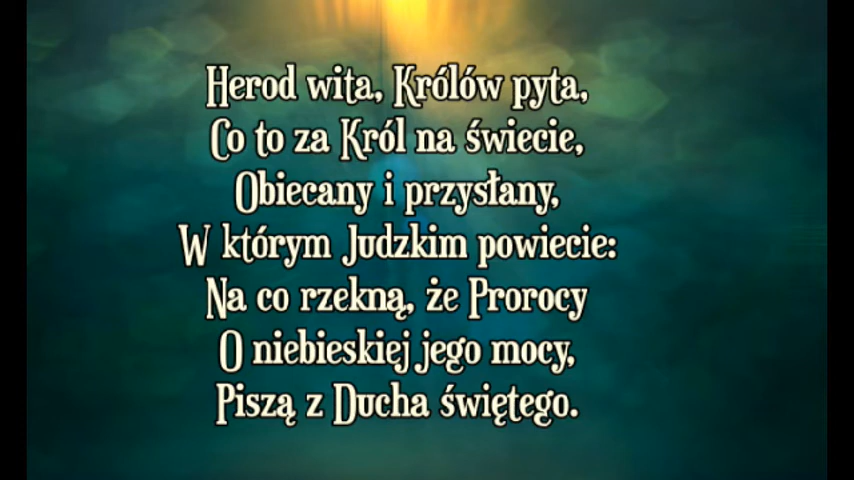 Herod wita, Królów pyta,
Co to za Król na świecie,
Obiecany i przysłany,
W którym Judzkim powiecie:
Na co rzekną, że Prorocy
O niebieskiej jego mocy,
Piszą z Ducha świętego.